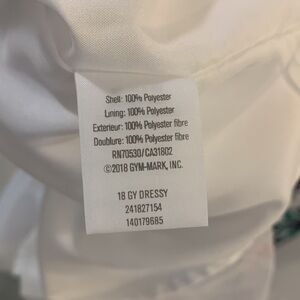 Shell: 100% Polyester
Lining: 100% Polyester
Exterieur: 100% Polyester fibre
Doublure: 100% Polyester fibre
RN70530/CA31802
©2018 GYM-MARK, INC.
18 GY DRESSY
241827154
140179685